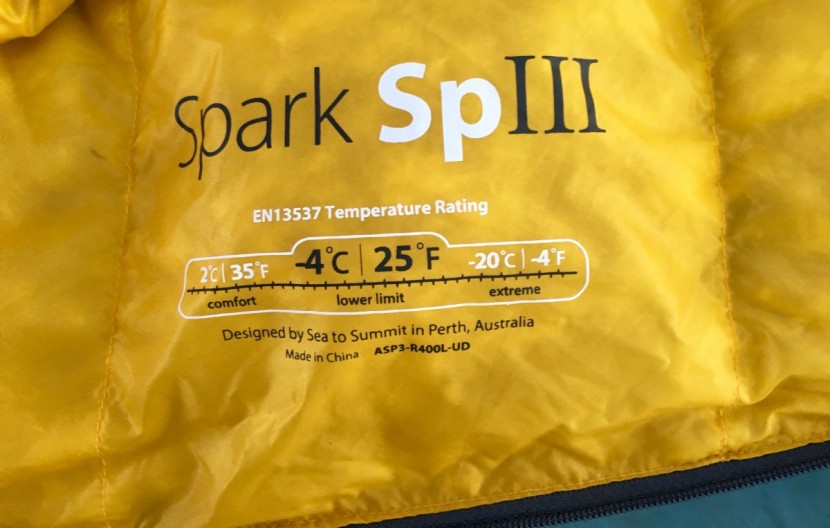 Spark SpIII
EN13537 Temperature Rating
2°C | 35°F -4°C | 25°F -20°C | -4°F
comfort lower limit extreme
Designed by Sea to Summit in Perth, Australia
Made in China ASP3-R400L-UD